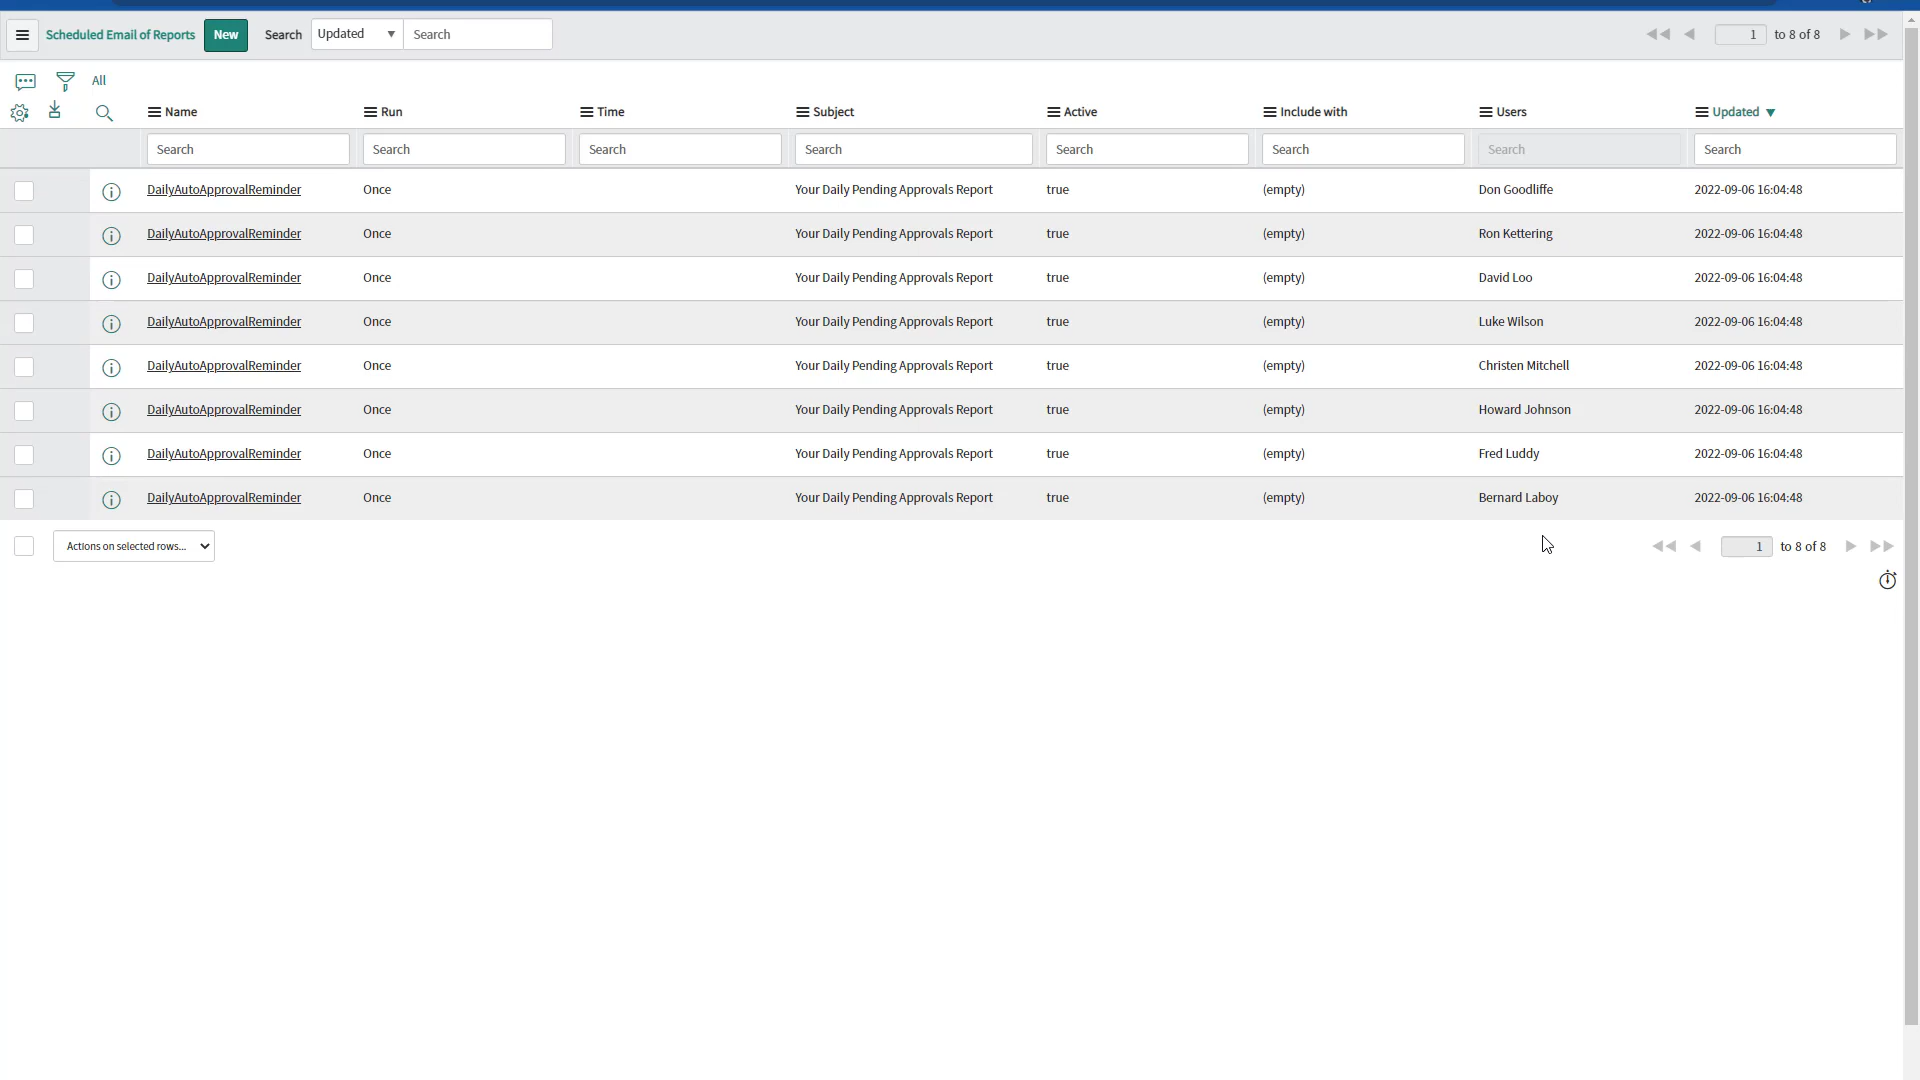 Scheduled Email of Reports New Search Updated Search 1 to 8 of 8
All
Name Run Time Subject Active Include with Users Updated
Search Search Search Search Search Search Search Search
DailyAutoApprovalReminder Once Your Daily Pending Approvals Report true (empty) Don Goodliffe 2022-09-06 16:04:48
DailyAutoApprovalReminder Once Your Daily Pending Approvals Report true (empty) Ron Kettering 2022-09-06 16:04:48
DailyAutoApprovalReminder Once Your Daily Pending Approvals Report true (empty) David Loo 2022-09-06 16:04:48
DailyAutoApprovalReminder Once Your Daily Pending Approvals Report true (empty) Luke Wilson 2022-09-06 16:04:48
DailyAutoApprovalReminder Once Your Daily Pending Approvals Report true (empty) Christen Mitchell 2022-09-06 16:04:48
DailyAutoApprovalReminder Once Your Daily Pending Approvals Report true (empty) Howard Johnson 2022-09-06 16:04:48
DailyAutoApprovalReminder Once Your Daily Pending Approvals Report true (empty) Fred Luddy 2022-09-06 16:04:48
DailyAutoApprovalReminder Once Your Daily Pending Approvals Report true (empty) Bernard Laboy 2022-09-06 16:04:48
Actions on selected rows... 1 to 8 of 8